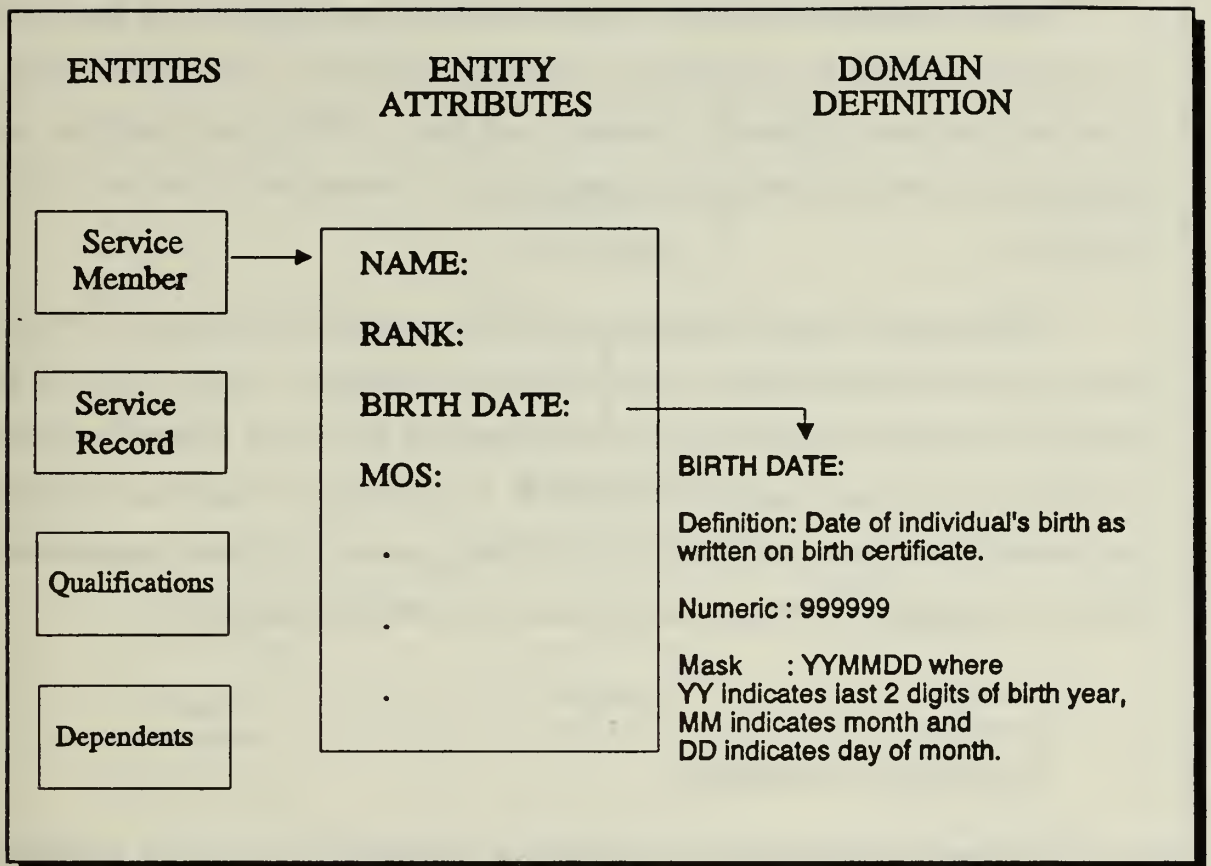 ENTITIES
ENTITY
ATTRIBUTES
DOMAIN
DEFINITION
Service
Member
Service
Record
Qualifications
Dependents
NAME:
RANK:
BIRTH DATE:
MOS:
.
.
.
BIRTH DATE:
Definition: Date of individual's birth as
written on birth certificate.
Numeric : 999999
Mask : YYMMDD where
YY indicates last 2 digits of birth year,
MM indicates month and
DD indicates day of month.